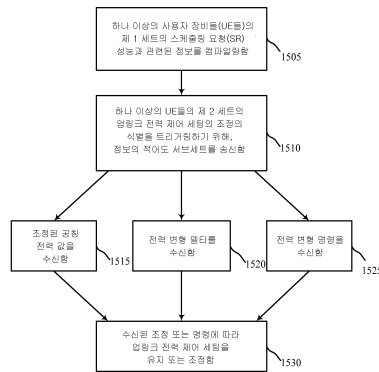 하나 이상의 사용자 장비들(UE들)의
제 1 세트의 스케줄링 요청(SR)
성능과 관련된 정보를 컴파일링함
1505
하나 이상의 UE들의 제 2 세트의
업링크 전력 제어 세팅의 조정의
식별을 트리거링하기 위해,
정보의 적어도 서브세트를 송신함
1510
조정된 공칭
전력 값을
수신함
1515
전력 변형 델타를
수신함
1520
전력 변형 명령을
수신함
1525
수신된 조정 또는 명령에 따라
업링크 전력 제어 세팅을
유지 또는 조정함
1530